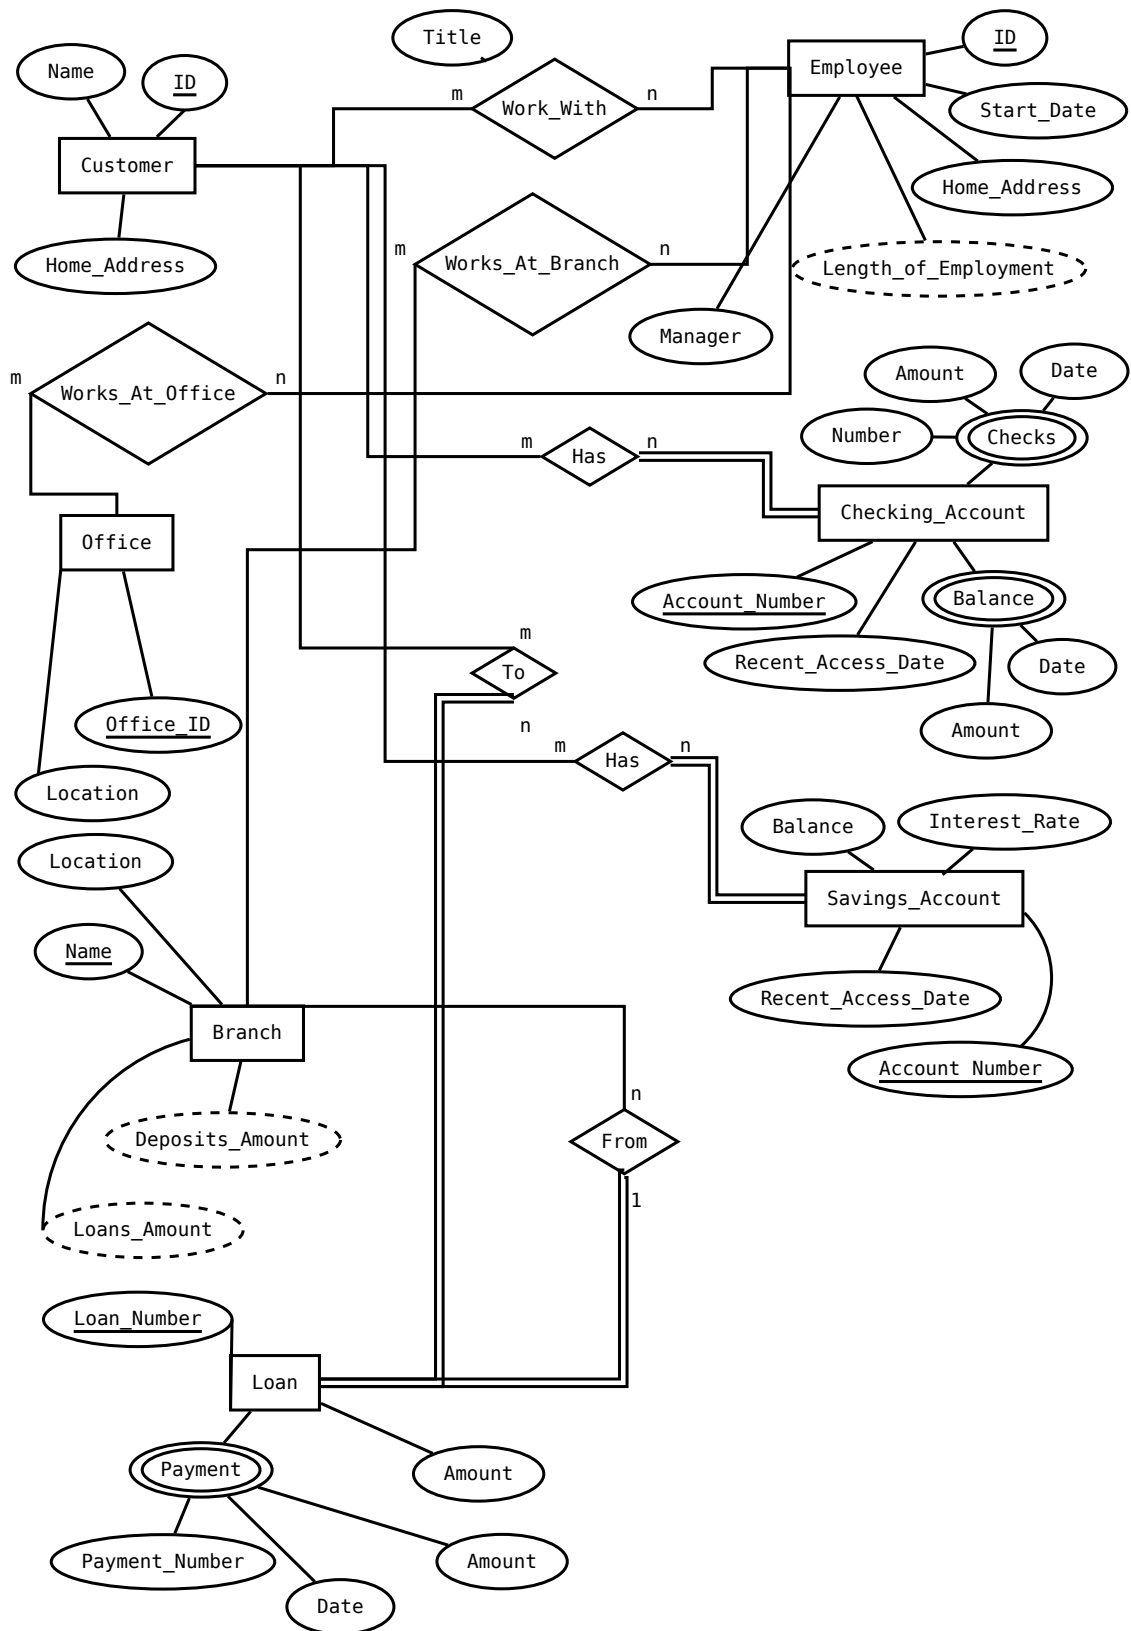 Title
ID
Name
ID
Employee
m
n
Work_With
Start_Date
Customer
Home_Address
m
n
Works_At_Branch
Home_Address
Length_of_Employment
Manager
m
n
Works_At_Office
Amount
Date
Number
Checks
m
n
Has
Checking_Account
Office
Account_Number
Balance
m
Recent_Access_Date
Date
To
Office_ID
n
Amount
m
n
Has
Location
Balance
Interest_Rate
Location
Savings_Account
Name
Recent_Access_Date
Branch
Account Number
n
Deposits_Amount
From
1
Loans_Amount
Loan_Number
Loan
Payment
Amount
Payment_Number
Amount
Date